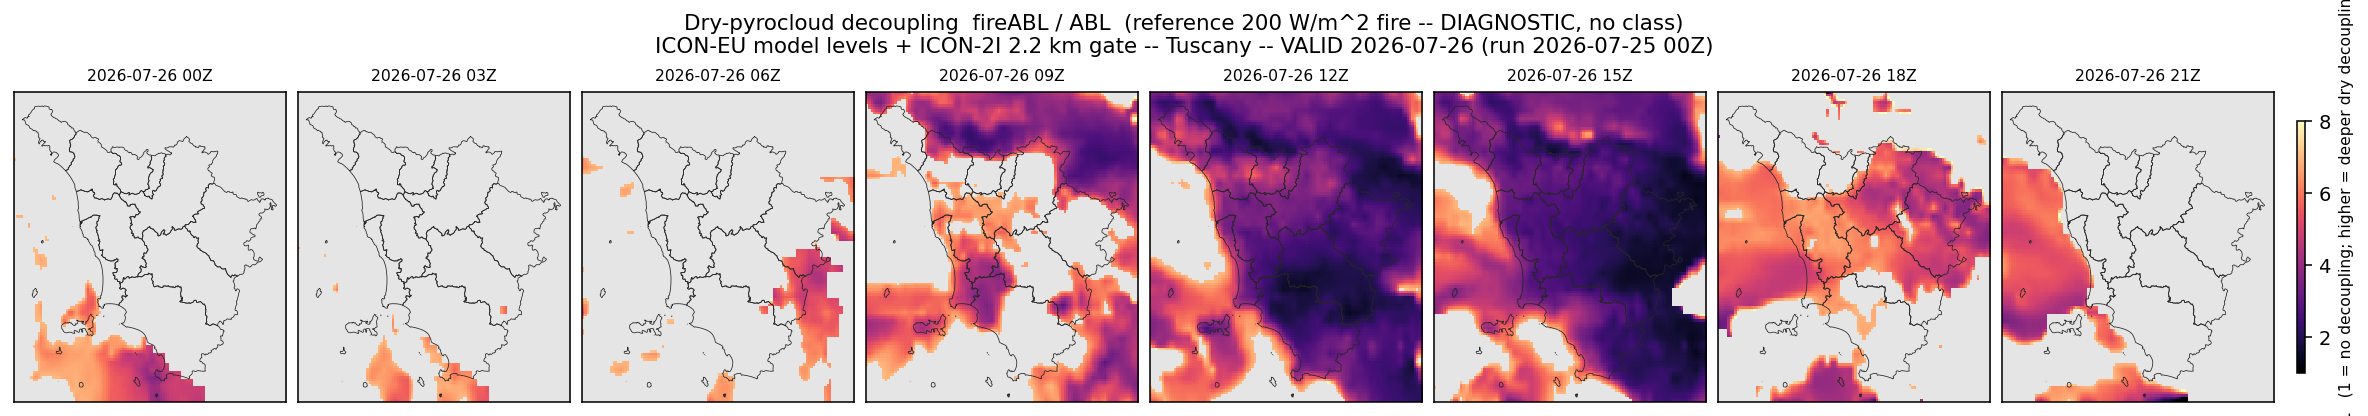 Dry-pyrocloud decoupling  fireABL / ABL  (reference 200 W/m^2 fire -- DIAGNOSTIC, no class)
ICON-EU model levels + ICON-2I 2.2 km gate -- Tuscany -- VALID 2026-07-26 (run 2026-07-25 00Z)
2026-07-26 00Z
2026-07-26 03Z
2026-07-26 06Z
2026-07-26 09Z
2026-07-26 12Z
2026-07-26 15Z
2026-07-26 18Z
2026-07-26 21Z
8
6
4
2
(1 = no decoupling; higher = deeper dry decoupling